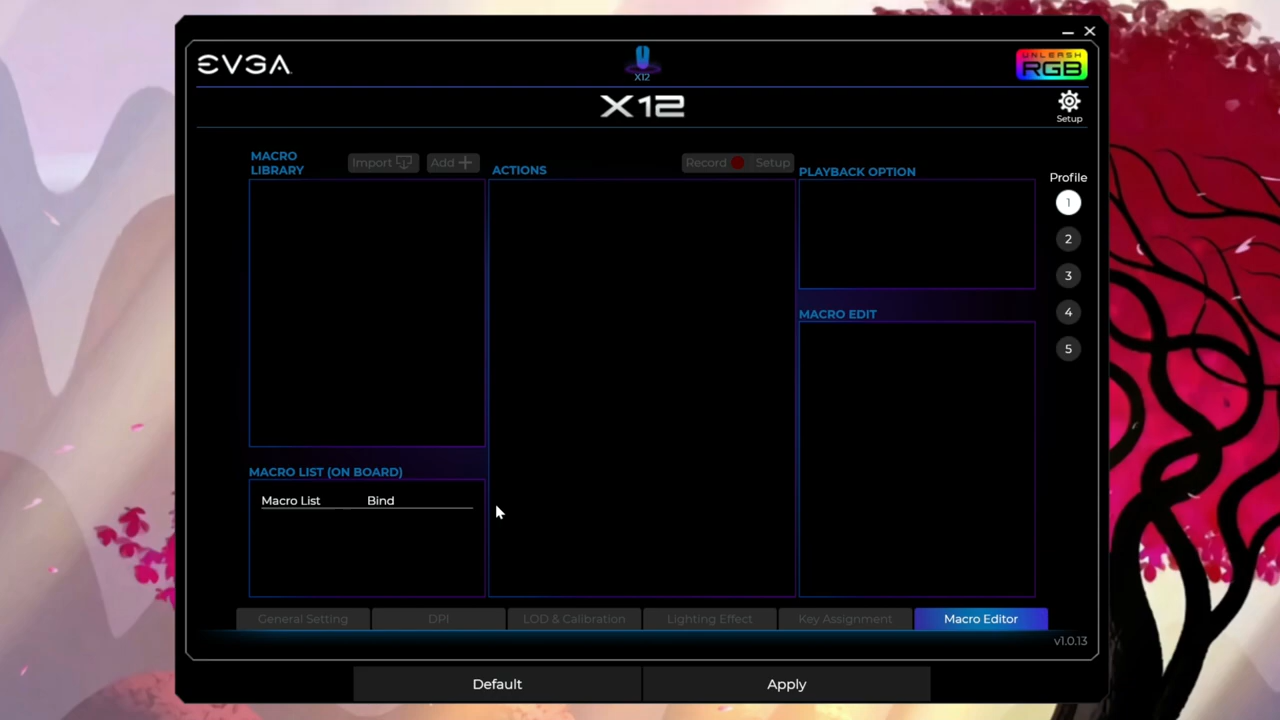 EVGA
X12
UNLEASH
RGB
X12
Setup
MACRO
LIBRARY
Import
Add
ACTIONS
Record
Setup
PLAYBACK OPTION
Profile
1
2
3
4
5
MACRO EDIT
MACRO LIST (ON BOARD)
Macro List
Bind
General Setting
DPI
LOD & Calibration
Lighting Effect
Key Assignment
Macro Editor
v1.0.13
Default
Apply